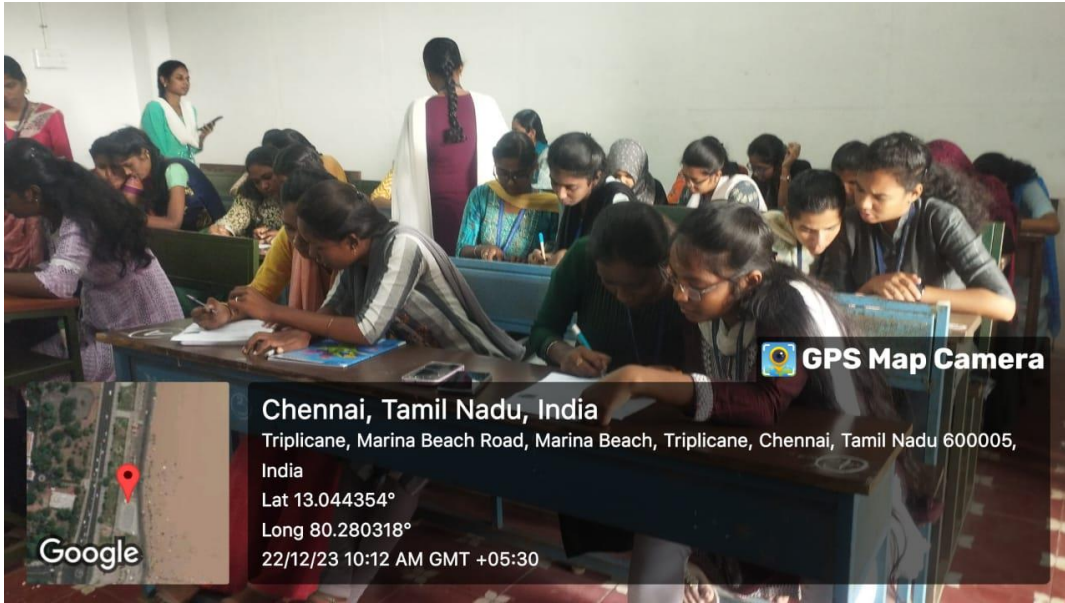 GPS Map Camera
Chennai, Tamil Nadu, India
Triplicane, Marina Beach Road, Marina Beach, Triplicane, Chennai, Tamil Nadu 600005,
India
Lat 13.044354°
Long 80.280318°
22/12/23 10:12 AM GMT +05:30
Google